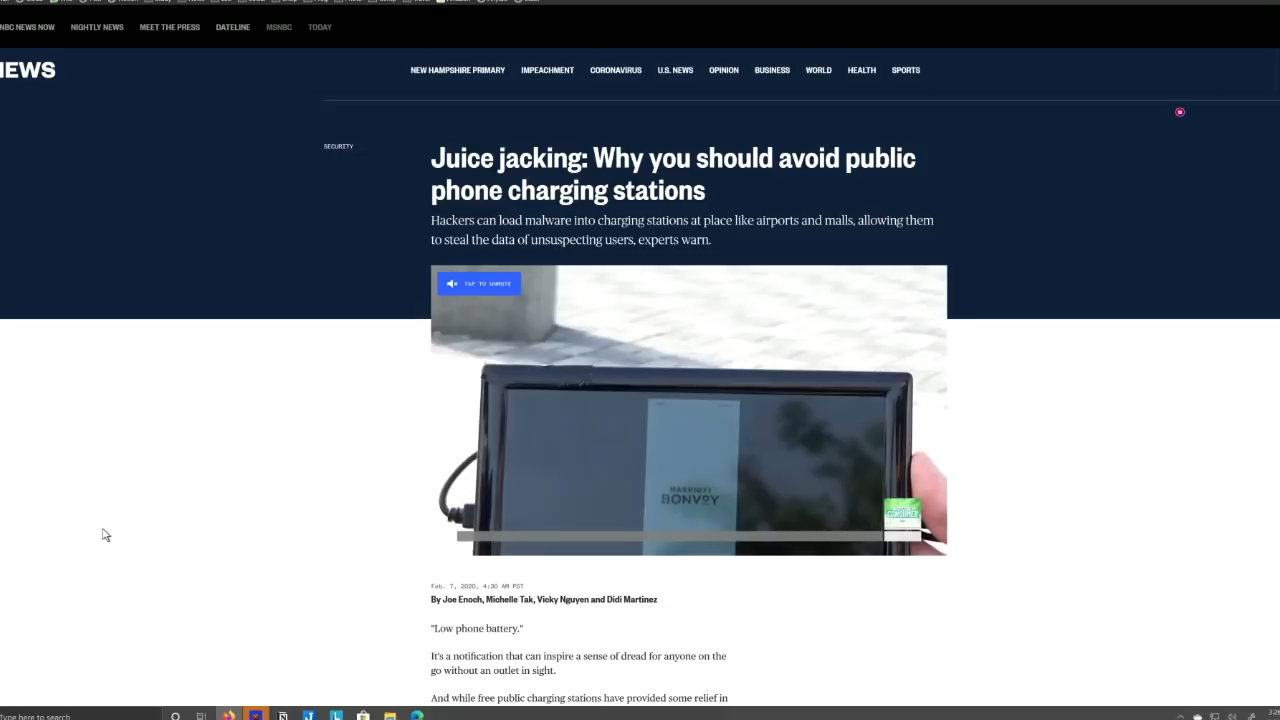 NBC NEWS NOW NIGHTLY NEWS MEET THE PRESS DATELINE MSNBC TODAY
NEWS NEW HAMPSHIRE PRIMARY IMPEACHMENT CORONAVIRUS U.S. NEWS OPINION BUSINESS WORLD HEALTH SPORTS
SECURITY
Juice jacking: Why you should avoid public
phone charging stations
Hackers can load malware into charging stations at place like airports and malls, allowing them
to steal the data of unsuspecting users, experts warn.
TAP TO UNMUTE
MARRIOTT
BONVOY
CONSUMER
Feb. 7, 2020, 4:30 AM PST
By Joe Enoch, Michelle Tak, Vicky Nguyen and Didi Martinez
"Low phone battery."
It's a notification that can inspire a sense of dread for anyone on the
go without an outlet in sight.
And while free public charging stations have provided some relief in
Type here to search